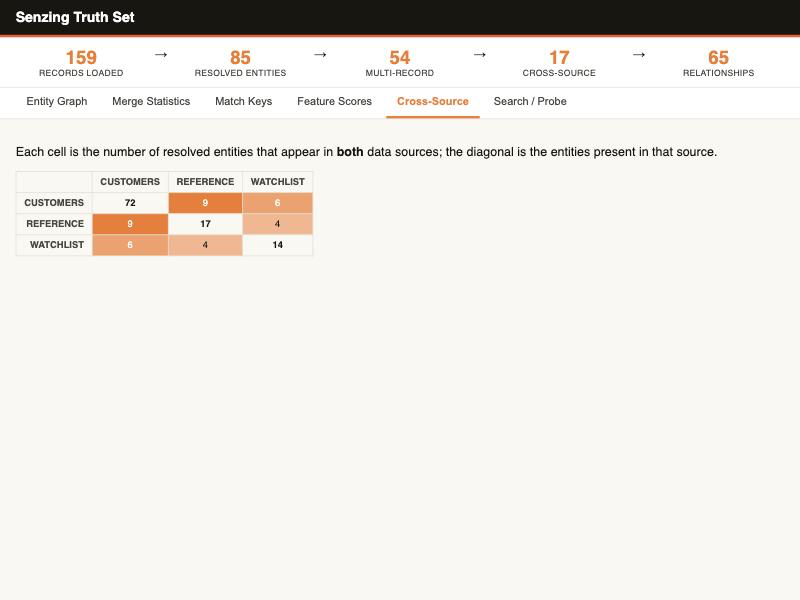 Senzing Truth Set
159 → 85 → 54 → 17 → 65
RECORDS LOADED RESOLVED ENTITIES MULTI-RECORD CROSS-SOURCE RELATIONSHIPS
Entity Graph Merge Statistics Match Keys Feature Scores Cross-Source Search / Probe
Each cell is the number of resolved entities that appear in both data sources; the diagonal is the entities present in that source.
CUSTOMERS REFERENCE WATCHLIST
CUSTOMERS 72 9 6
REFERENCE 9 17 4
WATCHLIST 6 4 14